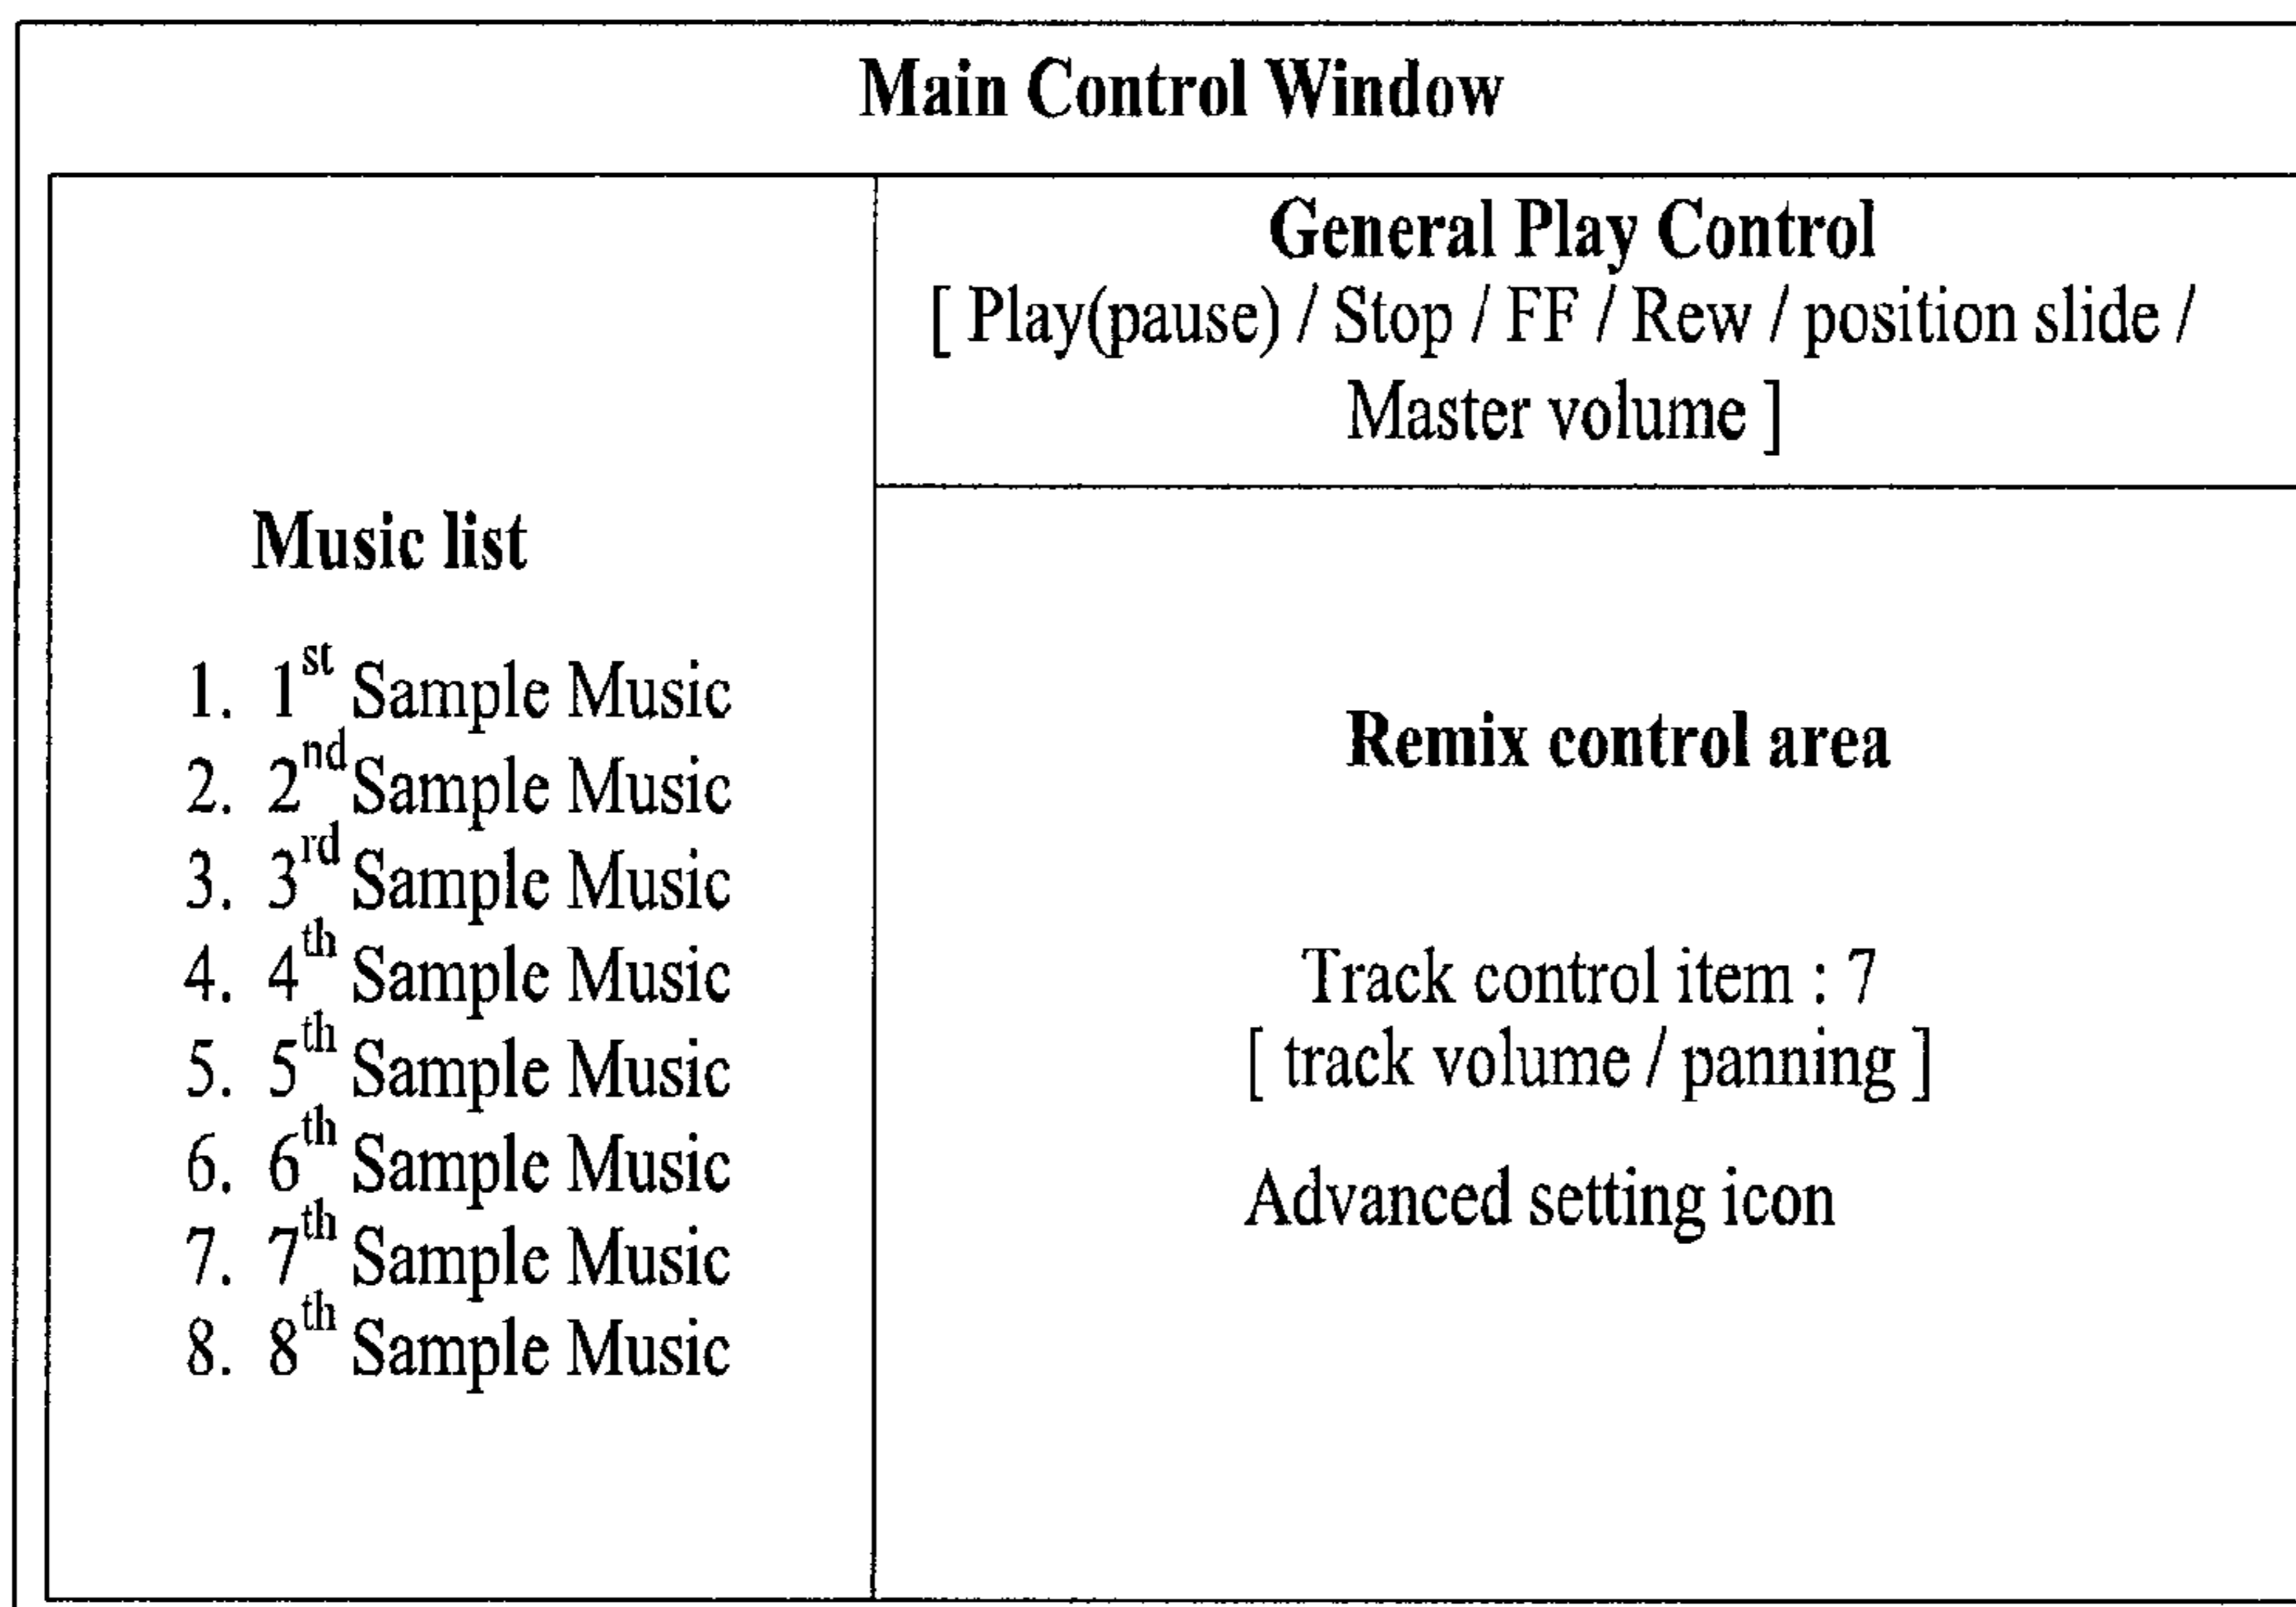 Main Control Window
Music list
1. 1st Sample Music
2. 2nd Sample Music
3. 3rd Sample Music
4. 4th Sample Music
5. 5th Sample Music
6. 6th Sample Music
7. 7th Sample Music
8. 8th Sample Music
General Play Control
[ Play(pause) / Stop / FF / Rew / position slide /
Master volume ]
Remix control area
Track control item : 7
[ track volume / panning ]
Advanced setting icon